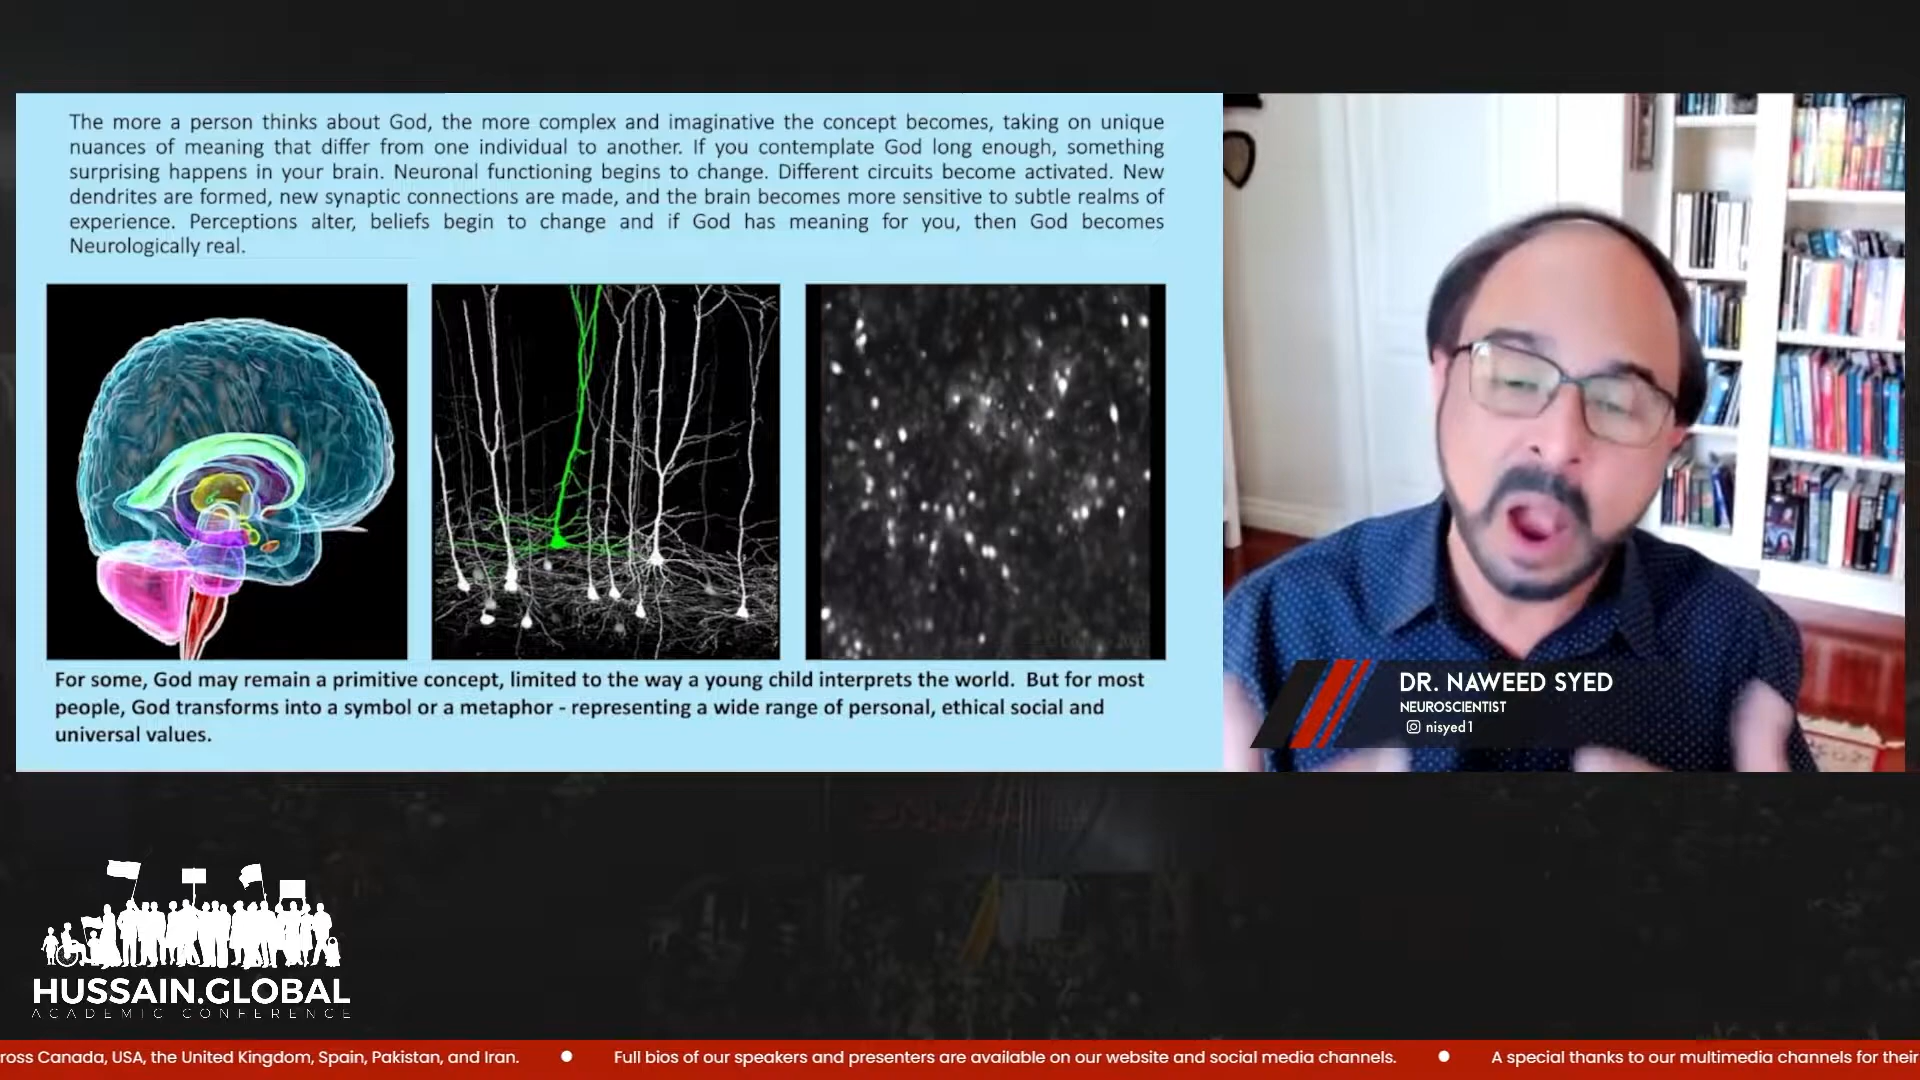 The more a person thinks about God, the more complex and imaginative the concept becomes, taking on unique
nuances of meaning that differ from one individual to another. If you contemplate God long enough, something
surprising happens in your brain. Neuronal functioning begins to change. Different circuits become activated. New
dendrites are formed, new synaptic connections are made, and the brain becomes more sensitive to subtle realms of
experience. Perceptions alter, beliefs begin to change and if God has meaning for you, then God becomes
Neurologically real.
For some, God may remain a primitive concept, limited to the way a young child interprets the world. But for most
people, God transforms into a symbol or a metaphor - representing a wide range of personal, ethical social and
universal values.
DR. NAWEED SYED
NEUROSCIENTIST
nisyed1
HUSSAIN.GLOBAL
ACADEMIC CONFERENCE
ross Canada, USA, the United Kingdom, Spain, Pakistan, and Iran. • Full bios of our speakers and presenters are available on our website and social media channels. • A special thanks to our multimedia channels for their